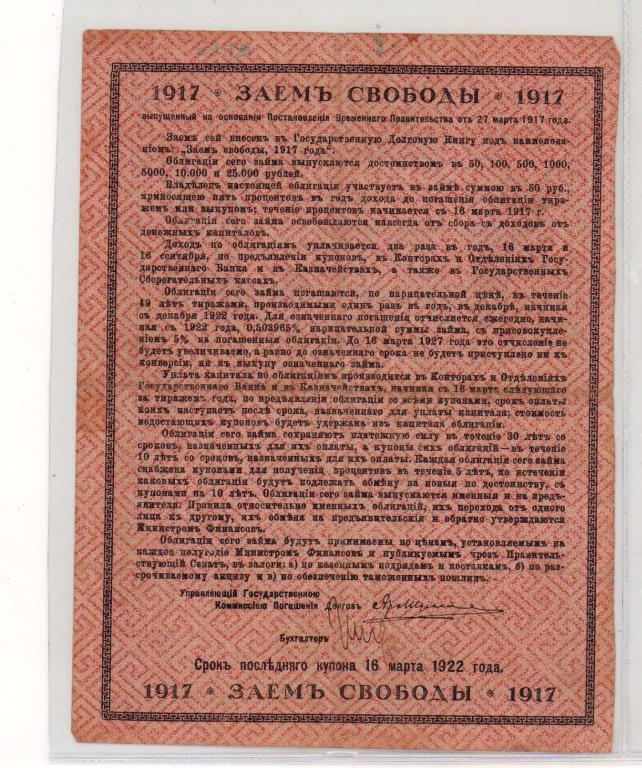 1917 * ЗАЕМЪ СВОБОДЫ * 1917
выпущенный на основаніи Постановленія Временнаго Правительства отъ 27 марта 1917 года.
Заемъ сей внесенъ въ Государственную Долговую Книгу подъ наименова-
ніемъ: „Заемъ свободы, 1917 года“.
Облигаціи сего займа выпускаются достоинствомъ въ 50, 100, 500, 1000,
5000, 10.000 и 25.000 рублей.
Владѣлецъ настоящей облигаціи участвуетъ въ займѣ суммою въ 50 руб.,
приносящею пять процентовъ въ годъ дохода до погашенія облигаціи тира-
жемъ или выкупомъ; теченіе процентовъ начинается съ 16 марта 1917 г.
Облигаціи сего займа освобождаются навсегда отъ сбора съ доходовъ отъ
денежныхъ капиталовъ.
Доходъ по облигаціямъ уплачивается два раза въ годъ, 16 марта и
16 сентября, по предъявленіи купоновъ, въ Конторахъ и Отдѣленіяхъ Госу-
дарственнаго Банка и въ Казначействахъ, а также въ Государственныхъ
Сберегательныхъ кассахъ.
Облигаціи сего займа погашаются, по нарицательной цѣнѣ, въ теченіе
49 лѣтъ тиражами, производимыми одинъ разъ въ годъ, въ декабрѣ, начиная
съ декабря 1922 года. Для означеннаго погашенія отчисляется ежегодно, начи-
ная съ 1922 года, 0,503965% нарицательной суммы займа, съ присовокупле-
ніемъ 5% на погашенныя облигаціи. До 16 марта 1927 года это отчисленіе не
будетъ увеличиваемо, а равно до означеннаго срока не будетъ приступлено ни къ
конверсіи, ни къ выкупу означеннаго займа.
Уплата капитала по облигаціямъ производится въ Конторахъ и Отдѣленіяхъ
Государственнаго Банка и въ Казначействахъ, начиная съ 16 марта слѣдующаго
за тиражемъ года, по предъявленіи облигаціи со всѣми купонами, срокъ оплаты
коихъ наступаетъ послѣ срока, назначеннаго для уплаты капитала; стоимость
недостающихъ купоновъ будетъ удержана изъ капитала облигаціи.
Облигаціи сего займа сохраняютъ платежную силу въ теченіе 30 лѣтъ со
сроковъ, назначенныхъ для ихъ оплаты, а купоны сихъ облигацій — въ теченіе
10 лѣтъ со сроковъ, назначенныхъ для ихъ оплаты. Каждая облигація сего займа
снабжена купонами для полученія процентовъ въ теченіе 5 лѣтъ, по истеченіи
каковыхъ облигаціи будутъ подлежать обмѣну на новыя по достоинству, съ
купонами на 10 лѣтъ. Облигаціи сего займа выпускаются именныя и на предъ-
явителя. Правила относительно именныхъ облигацій, ихъ перехода отъ одного
лица къ другому, ихъ обмѣна на предъявительскія и обратно утверждаются
Министромъ Финансовъ.
Облигаціи сего займа будутъ принимаемы по цѣнамъ, установляемымъ на
каждое полугодіе Министромъ Финансовъ и публикуемымъ чрезъ Правитель-
ствующій Сенатъ, въ залоги: а) по казеннымъ подрядамъ и поставкамъ, б) по раз-
срочиваемому акцизу и в) по обезпеченію таможенныхъ пошлинъ.
Управляющій Государственною
Коммиссіею Погашенія Долговъ
Бухгалтеръ
Срокъ послѣдняго купона 16 марта 1922 года.
1917 * ЗАЕМЪ СВОБОДЫ * 1917